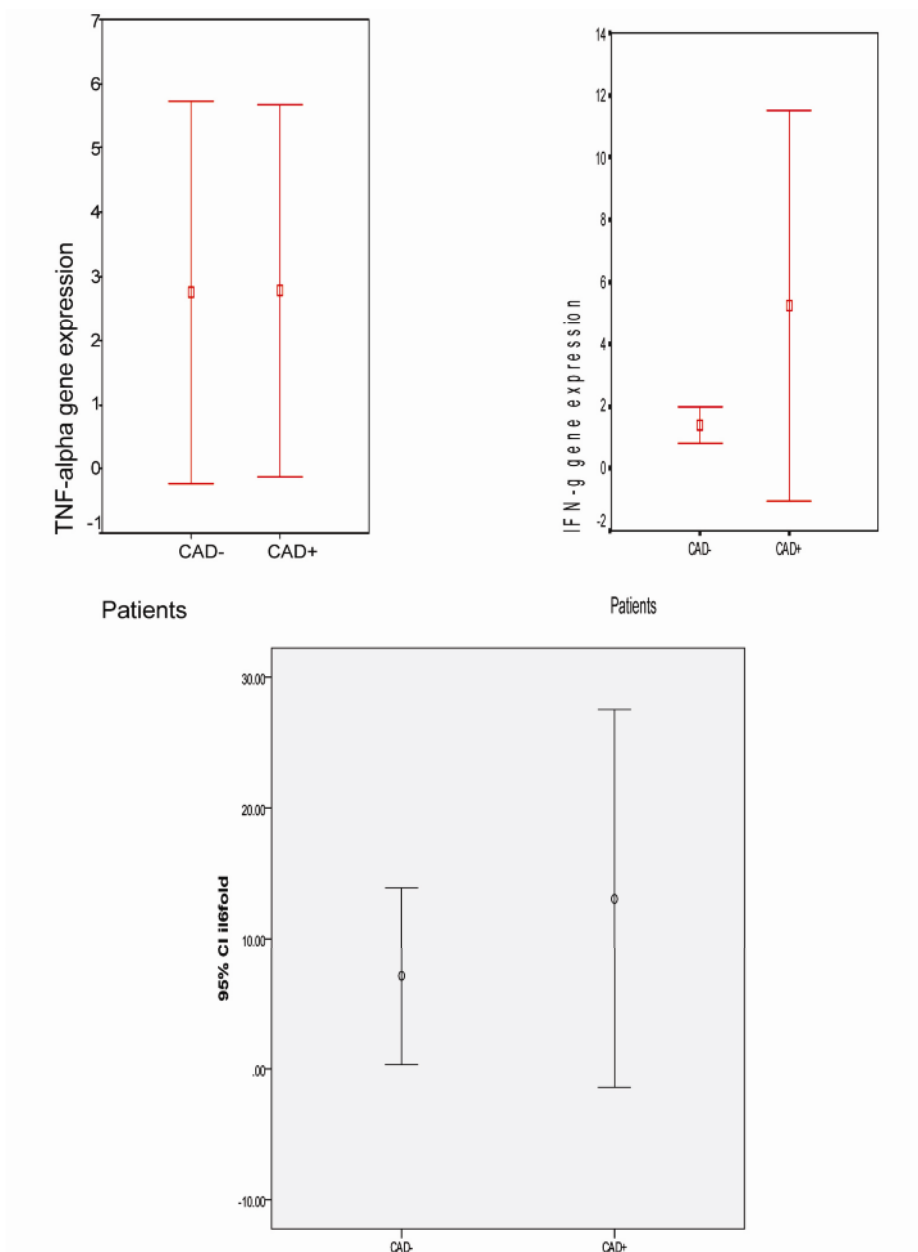 TNF-alpha gene expression
7
6
5
4
3
2
1
0
-1
CAD- CAD+
Patients
IFN-g gene expression
14
12
10
8
6
4
2
0
-2
CAD- CAD+
Patients
95% CI il6fold
30.00
20.00
10.00
.00
-10.00
CAD- CAD+